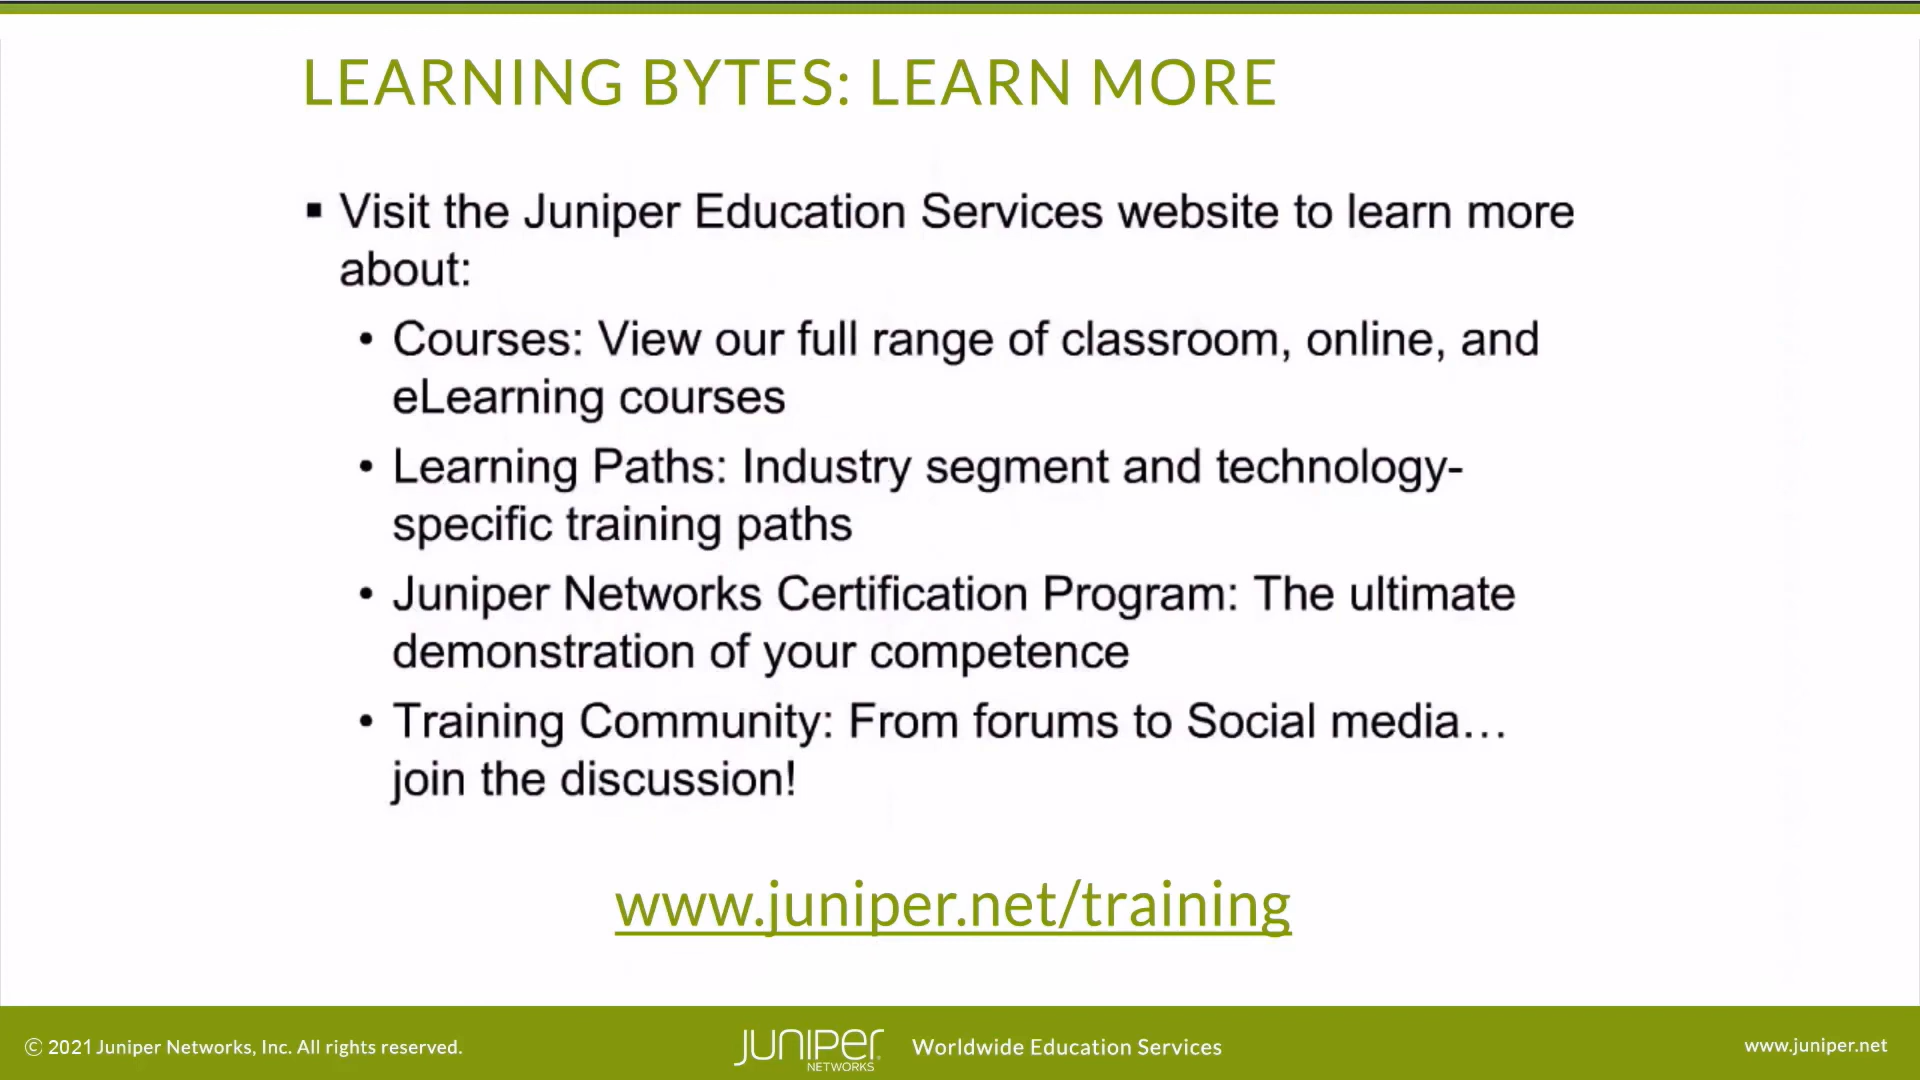 LEARNING BYTES: LEARN MORE
▪ Visit the Juniper Education Services website to learn more
about:
• Courses: View our full range of classroom, online, and
eLearning courses
• Learning Paths: Industry segment and technology-
specific training paths
• Juniper Networks Certification Program: The ultimate
demonstration of your competence
• Training Community: From forums to Social media…
join the discussion!
www.juniper.net/training
© 2021 Juniper Networks, Inc. All rights reserved.
JUNIPER
NETWORKS
Worldwide Education Services
www.juniper.net